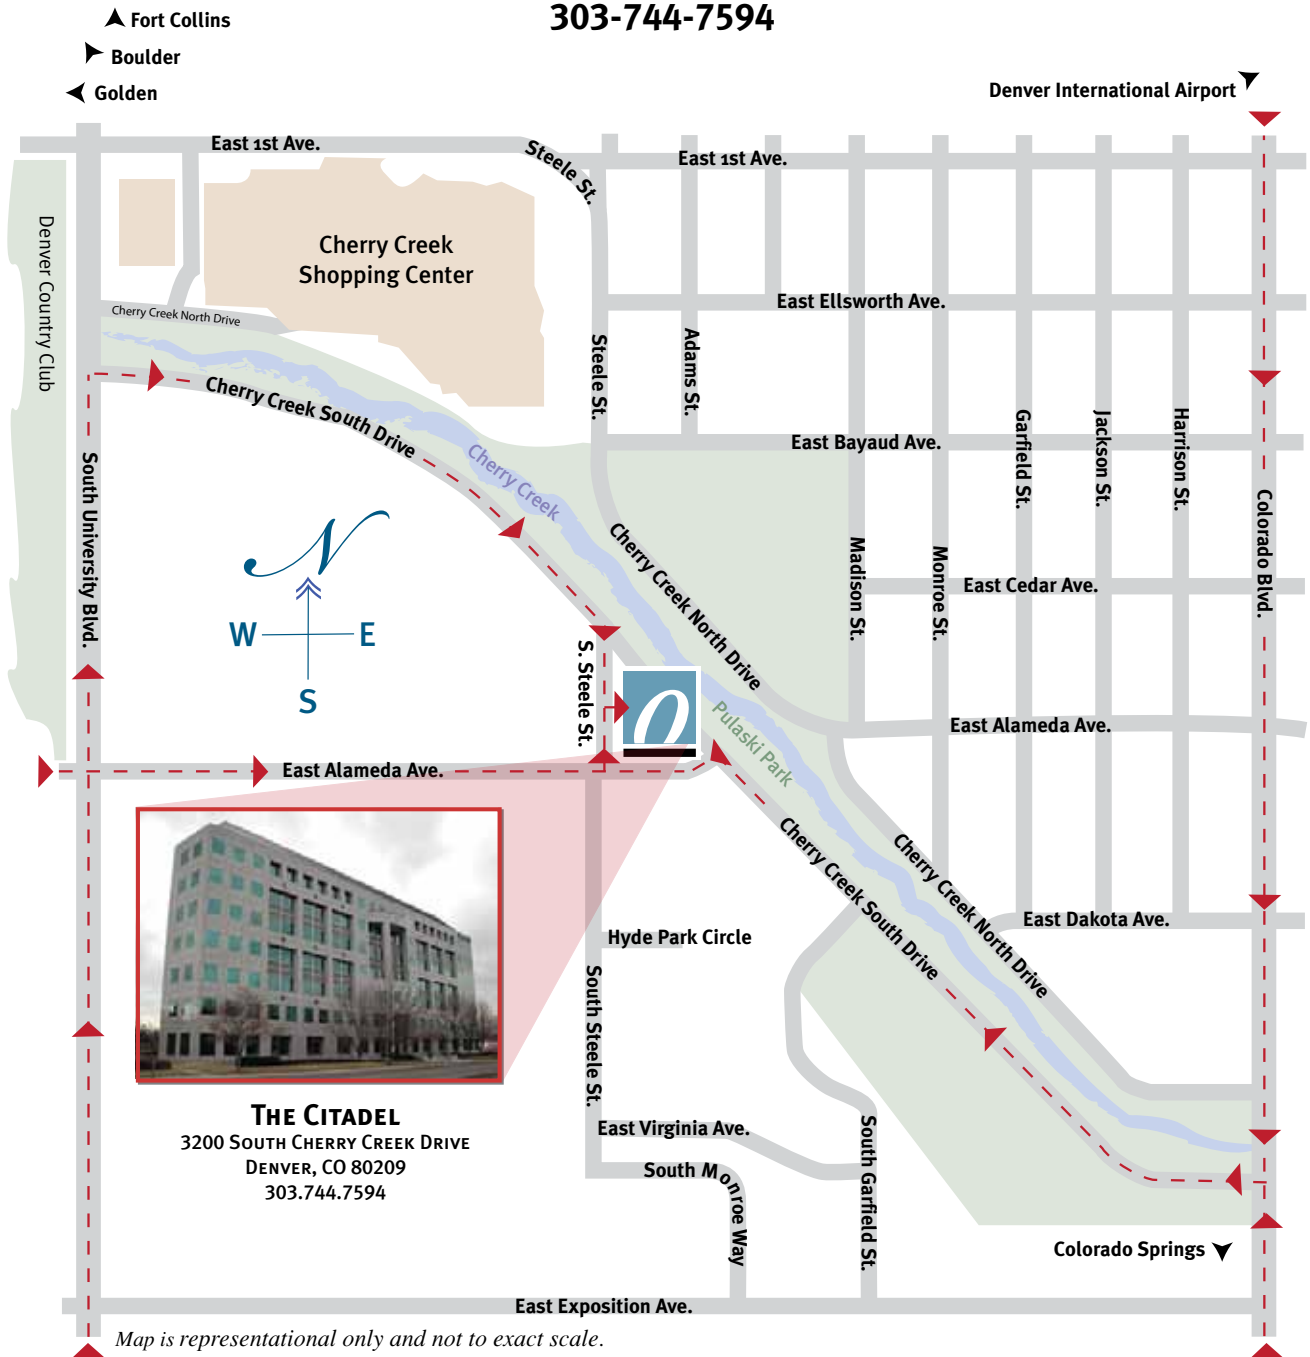 303-744-7594
Fort Collins
Boulder
Golden
Denver International Airport
East 1st Ave.
Steele St.
East 1st Ave.
Denver Country Club
Cherry Creek
Shopping Center
East Ellsworth Ave.
Cherry Creek North Drive
Steele St.
Adams St.
Cherry Creek South Drive
East Bayaud Ave.
Garfield St.
Jackson St.
Harrison St.
South University Blvd.
Cherry Creek
Colorado Blvd.
N
W E
S
Cherry Creek North Drive
Madison St.
Monroe St.
East Cedar Ave.
S. Steele St.
O
Pulaski Park
East Alameda Ave.
East Alameda Ave.
Cherry Creek South Drive
Cherry Creek North Drive
East Dakota Ave.
Hyde Park Circle
South Steele St.
The Citadel
3200 South Cherry Creek Drive
Denver, CO 80209
303.744.7594
East Virginia Ave.
South Monroe Way
South Garfield St.
Colorado Springs
East Exposition Ave.
Map is representational only and not to exact scale.